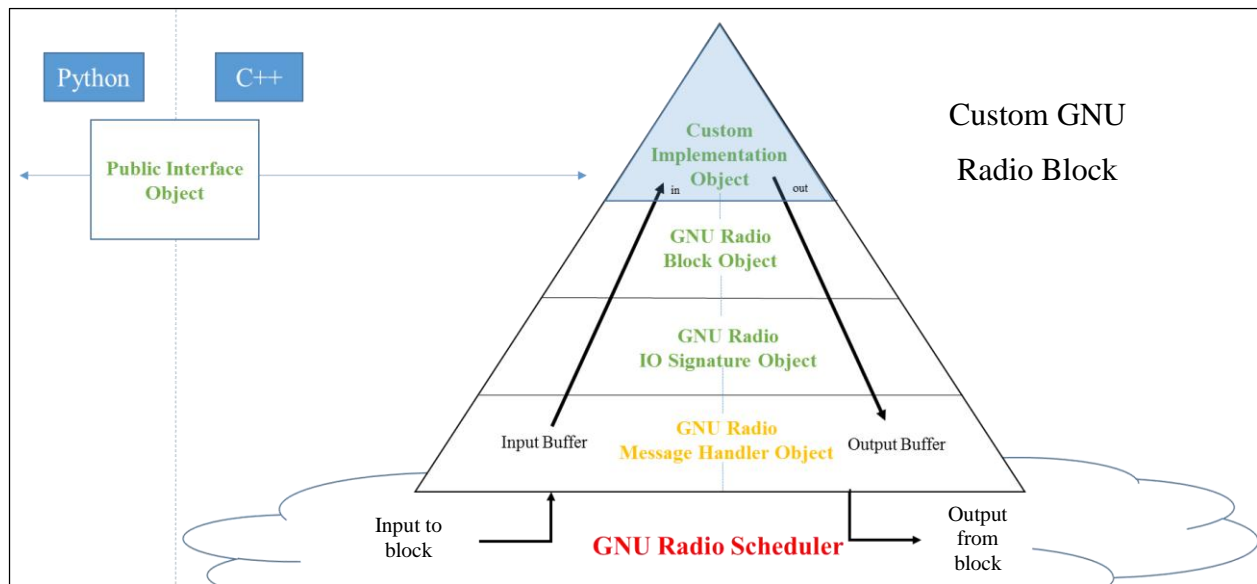 Python
C++
Public Interface
Object
Custom
Implementation
Object
in
out
Custom GNU
Radio Block
GNU Radio
Block Object
GNU Radio
IO Signature Object
Input Buffer
GNU Radio
Message Handler Object
Output Buffer
Input to
block
GNU Radio Scheduler
Output
from
block